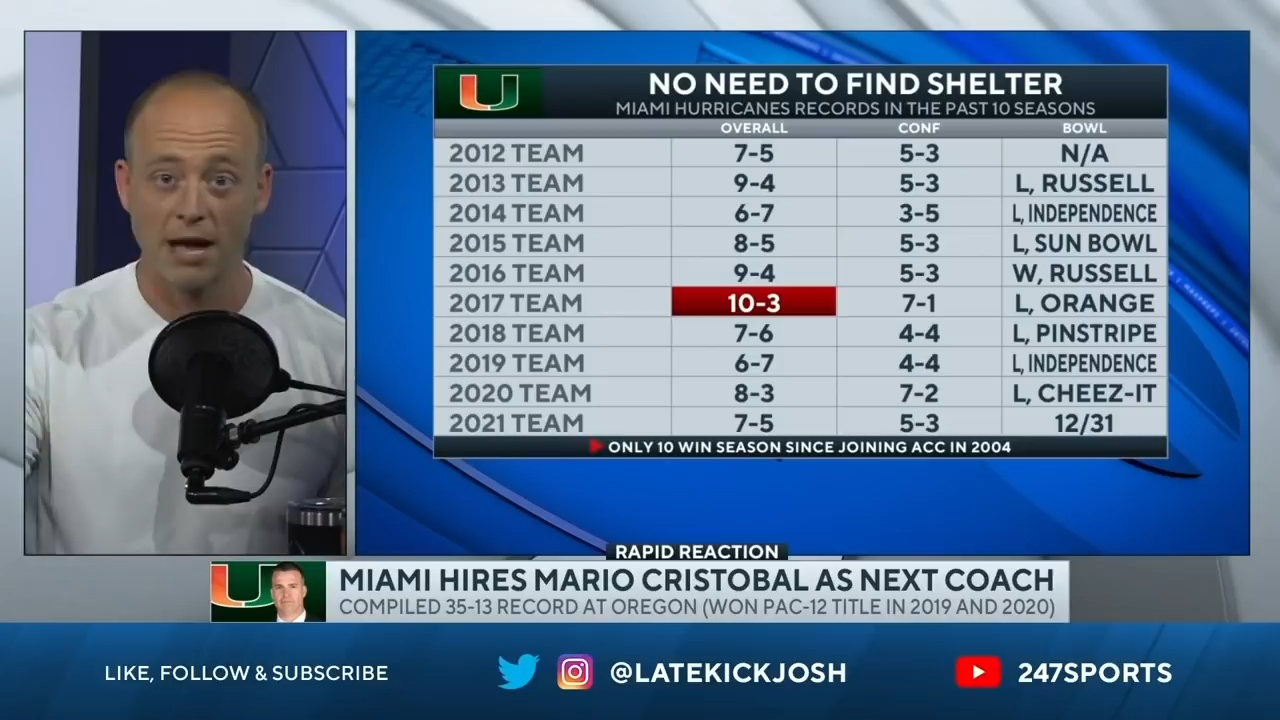 NO NEED TO FIND SHELTER
MIAMI HURRICANES RECORDS IN THE PAST 10 SEASONS
OVERALL CONF BOWL
2012 TEAM 7-5 5-3 N/A
2013 TEAM 9-4 5-3 L, RUSSELL
2014 TEAM 6-7 3-5 L, INDEPENDENCE
2015 TEAM 8-5 5-3 L, SUN BOWL
2016 TEAM 9-4 5-3 W, RUSSELL
2017 TEAM 10-3 7-1 L, ORANGE
2018 TEAM 7-6 4-4 L, PINSTRIPE
2019 TEAM 6-7 4-4 L, INDEPENDENCE
2020 TEAM 8-3 7-2 L, CHEEZ-IT
2021 TEAM 7-5 5-3 12/31
ONLY 10 WIN SEASON SINCE JOINING ACC IN 2004
RAPID REACTION
MIAMI HIRES MARIO CRISTOBAL AS NEXT COACH
COMPILED 35-13 RECORD AT OREGON (WON PAC-12 TITLE IN 2019 AND 2020)
LIKE, FOLLOW & SUBSCRIBE @LATEKICKJOSH 247SPORTS